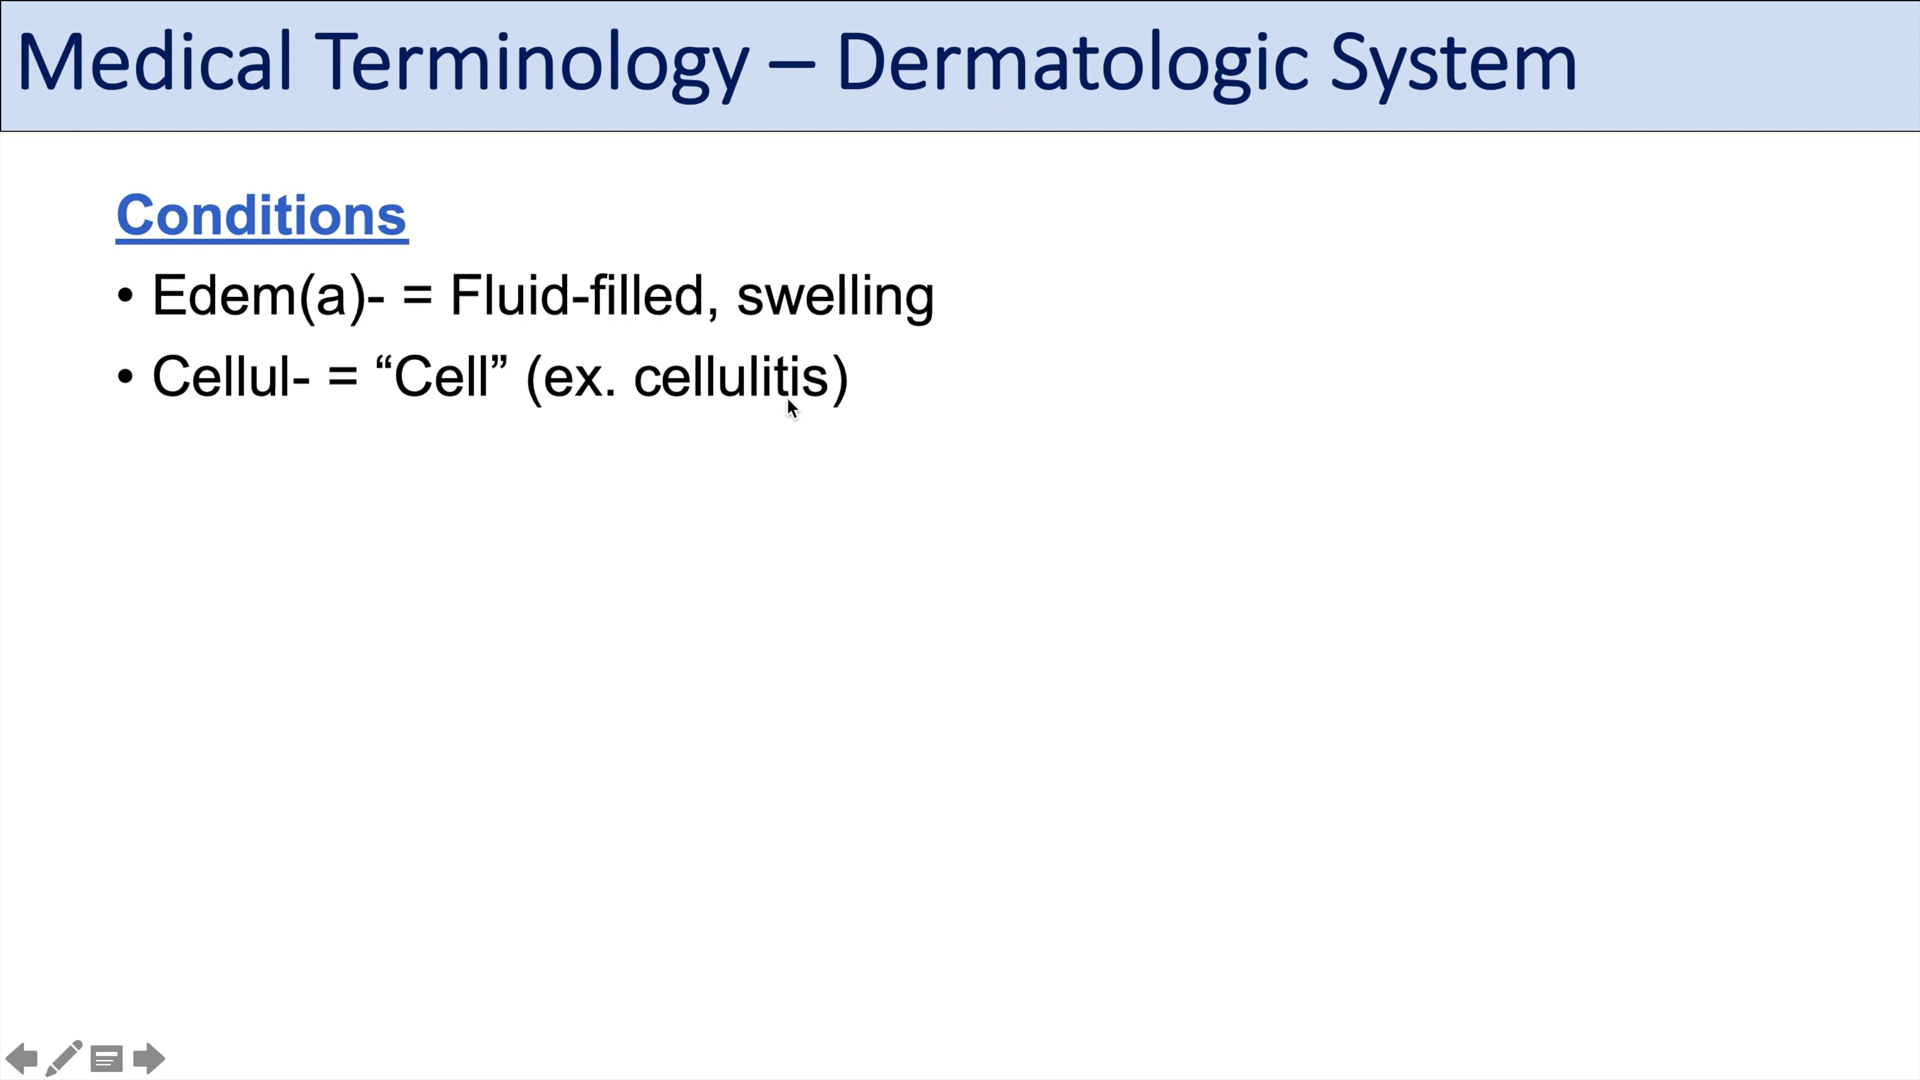 Medical Terminology – Dermatologic System
Conditions
• Edem(a)- = Fluid-filled, swelling
• Cellul- = “Cell” (ex. cellulitis)